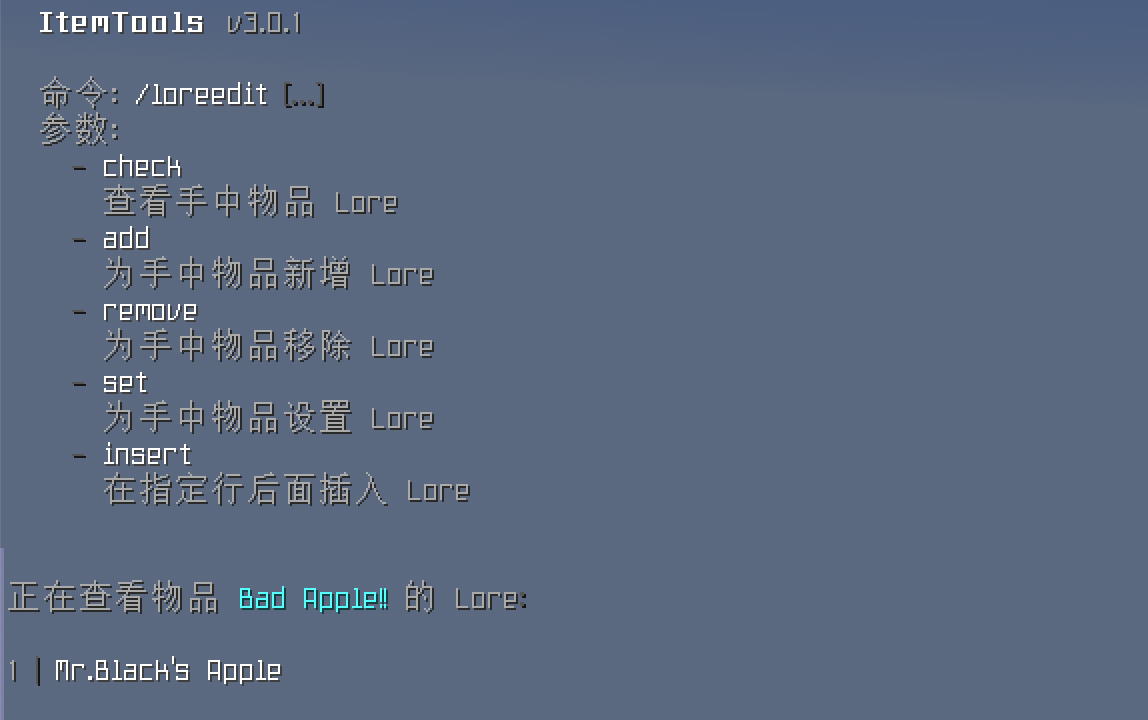 ItemTools v3.0.1
命令: /loreedit [...]
参数:
- check
查看手中物品 Lore
- add
为手中物品新增 Lore
- remove
为手中物品移除 Lore
- set
为手中物品设置 Lore
- insert
在指定行后面插入 Lore
正在查看物品 Bad Apple!! 的 Lore:
1 | Mr.Black's Apple